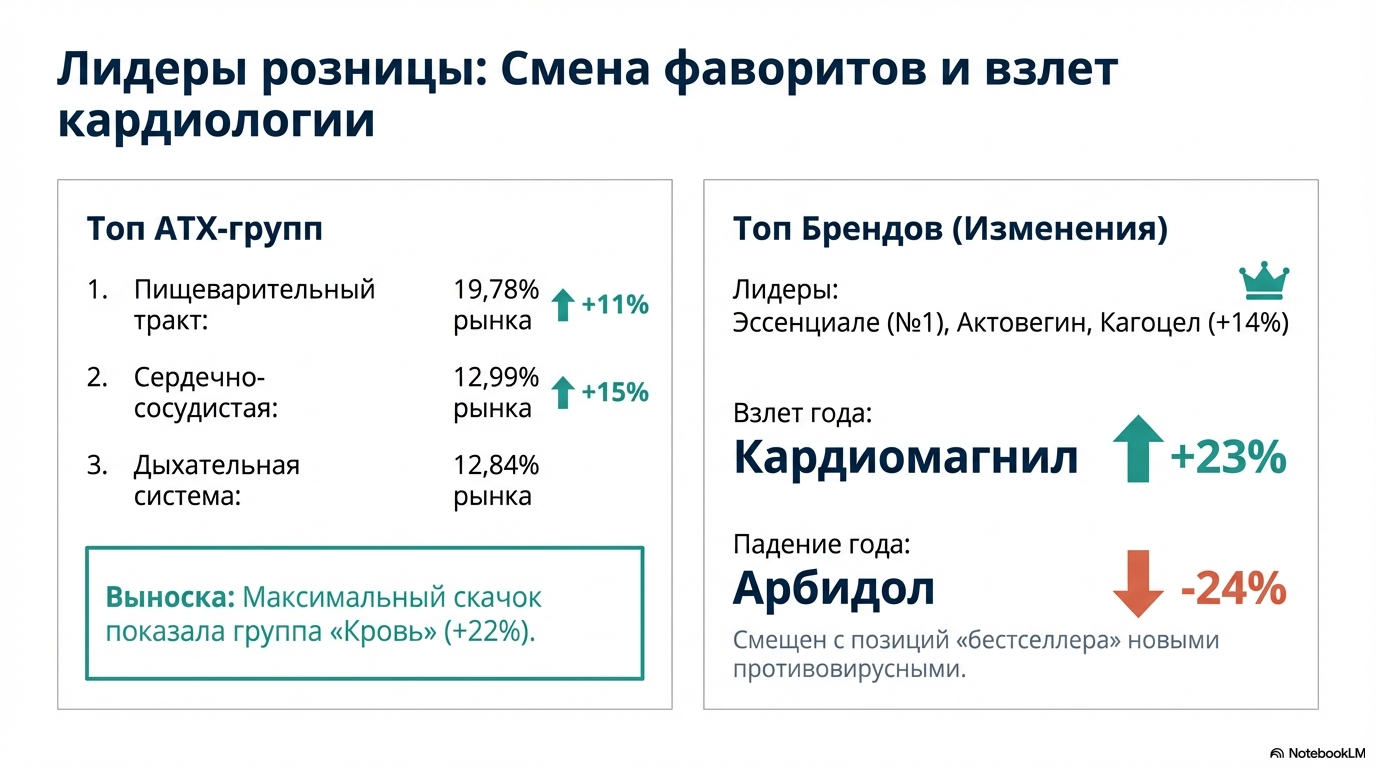 Лидеры розницы: Смена фаворитов и взлет
кардиологии
Топ АТХ-групп
1. Пищеварительный
тракт:
19,78%
рынка
+11%
2. Сердечно-
сосудистая:
12,99%
рынка
+15%
3. Дыхательная
система:
12,84%
рынка
Выноска: Максимальный скачок
показала группа «Кровь» (+22%).
Топ Брендов (Изменения)
Лидеры:
Эссенциале (№1), Актовегин, Кагоцел (+14%)
Взлет года:
Кардиомагнил
+23%
Падение года:
Арбидол
-24%
Смещен с позиций «бестселлера» новыми
противовирусными.
NotebookLM